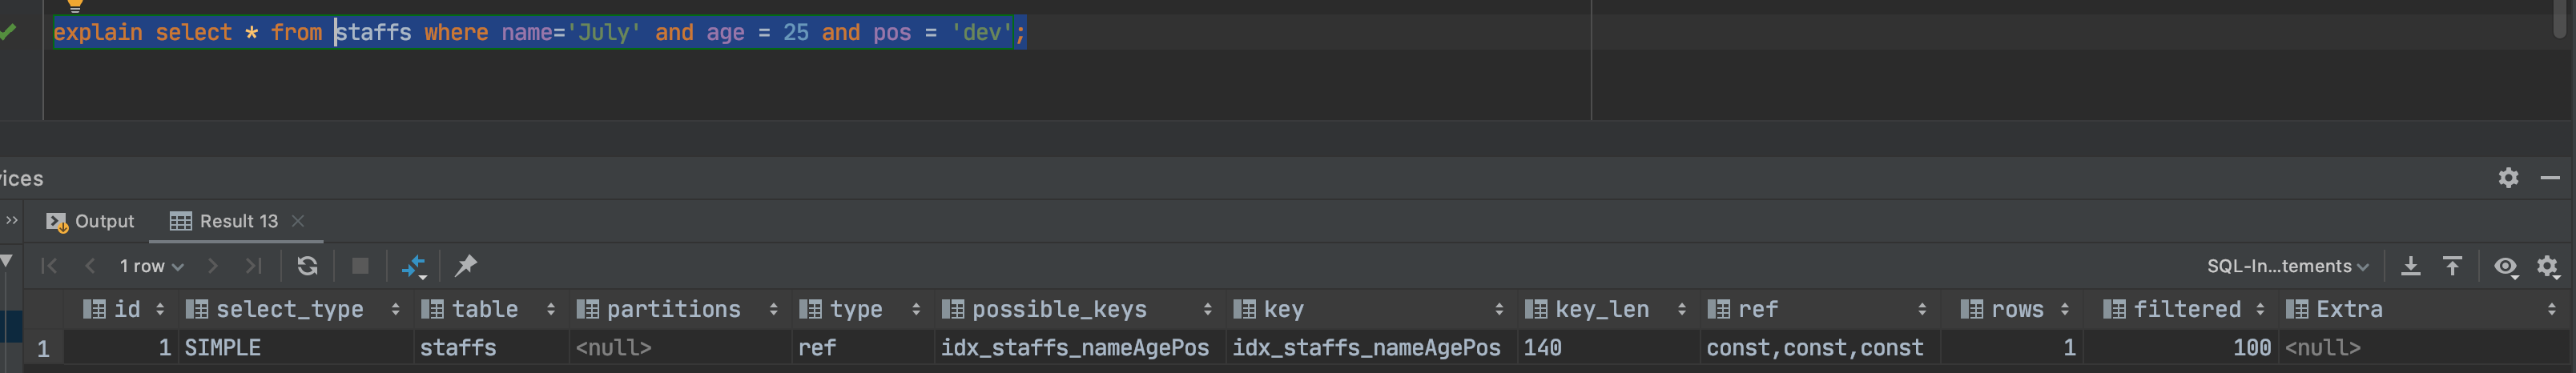 explain select * from staffs where name='July' and age = 25 and pos = 'dev';
vices
Output Result 13
1 row SQL-In...tements
id select_type table partitions type possible_keys key key_len ref rows filtered Extra
1 1 SIMPLE staffs <null> ref idx_staffs_nameAgePos idx_staffs_nameAgePos 140 const,const,const 1 100 <null>